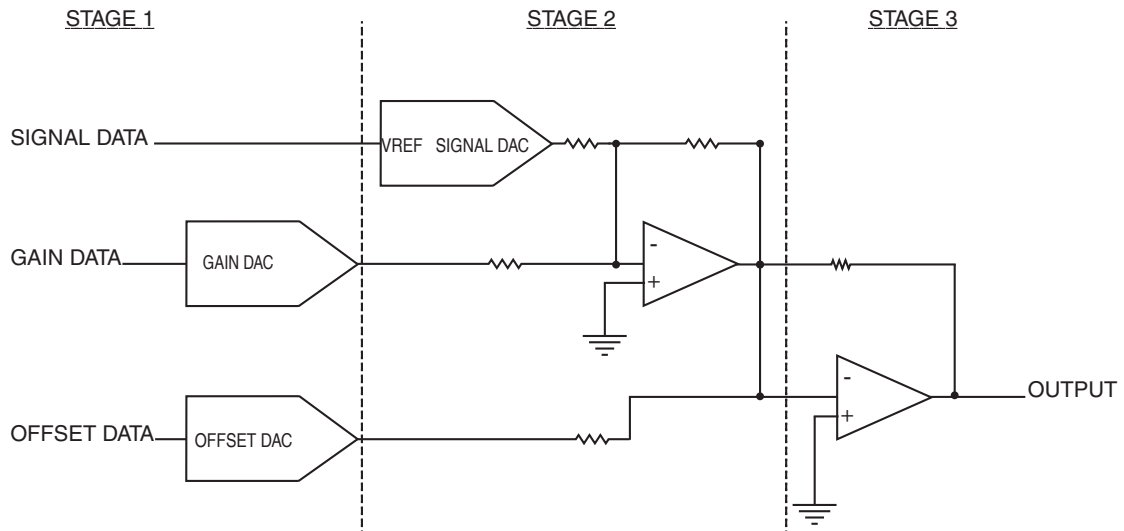 STAGE 1
STAGE 2
STAGE 3
SIGNAL DATA
VREF SIGNAL DAC
GAIN DATA
GAIN DAC
-
+
OFFSET DATA
OFFSET DAC
-
+
OUTPUT